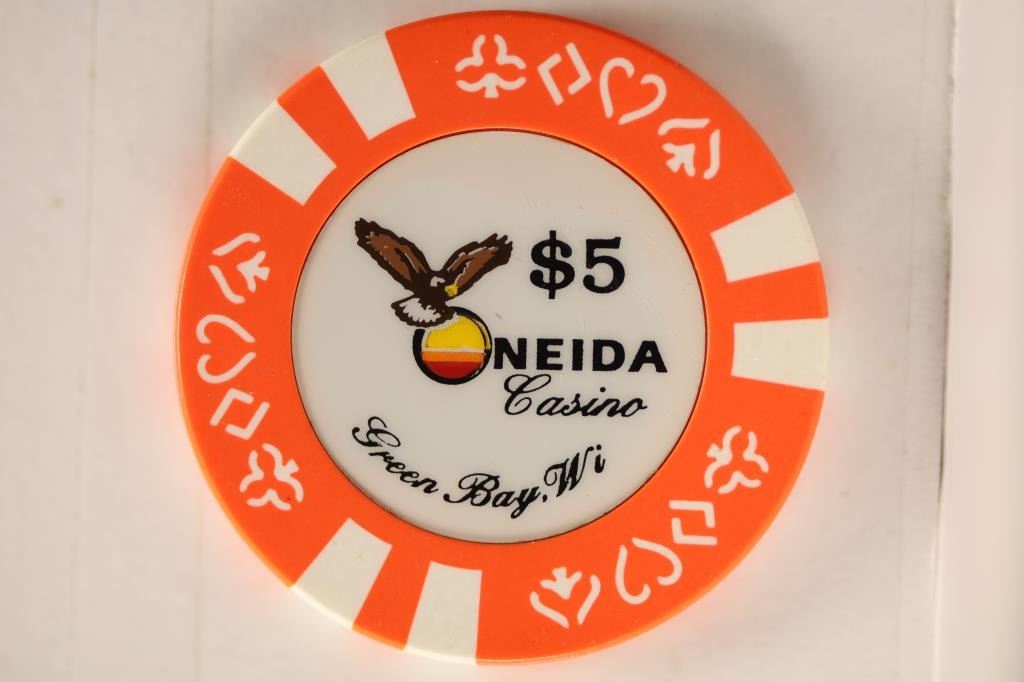 $5
ONEIDA
Casino
Green Bay, Wi